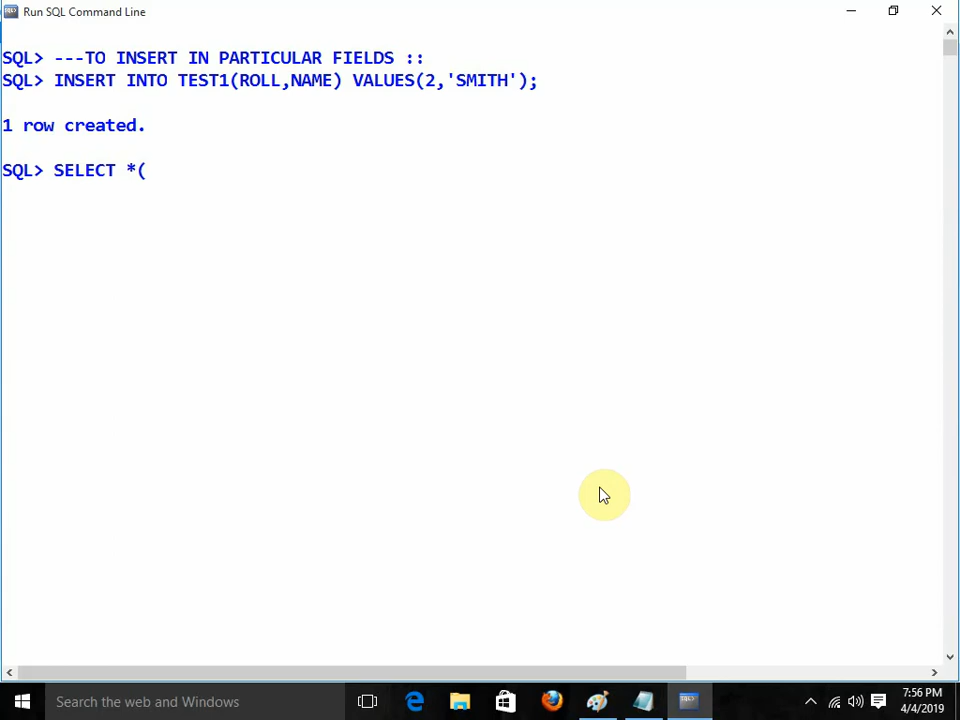 Run SQL Command Line
SQL> ---TO INSERT IN PARTICULAR FIELDS ::
SQL> INSERT INTO TEST1(ROLL,NAME) VALUES(2,'SMITH');
1 row created.
SQL> SELECT *(
Search the web and Windows
7:56 PM
4/4/2019